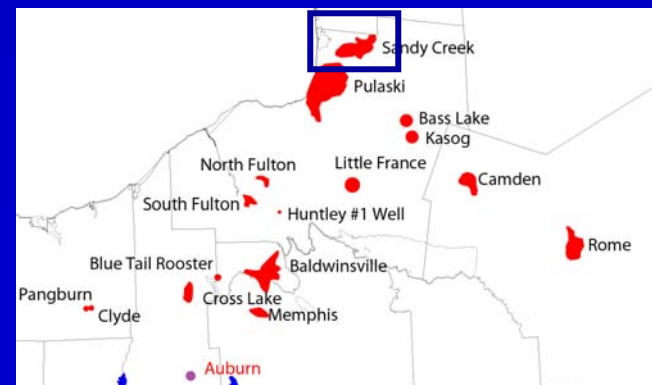 Sandy Creek
Pulaski
Bass Lake
Kasog
North Fulton
Little France
Camden
South Fulton
Huntley #1 Well
Rome
Blue Tail Rooster
Baldwinsville
Pangburn
Cross Lake
Clyde
Memphis
Auburn